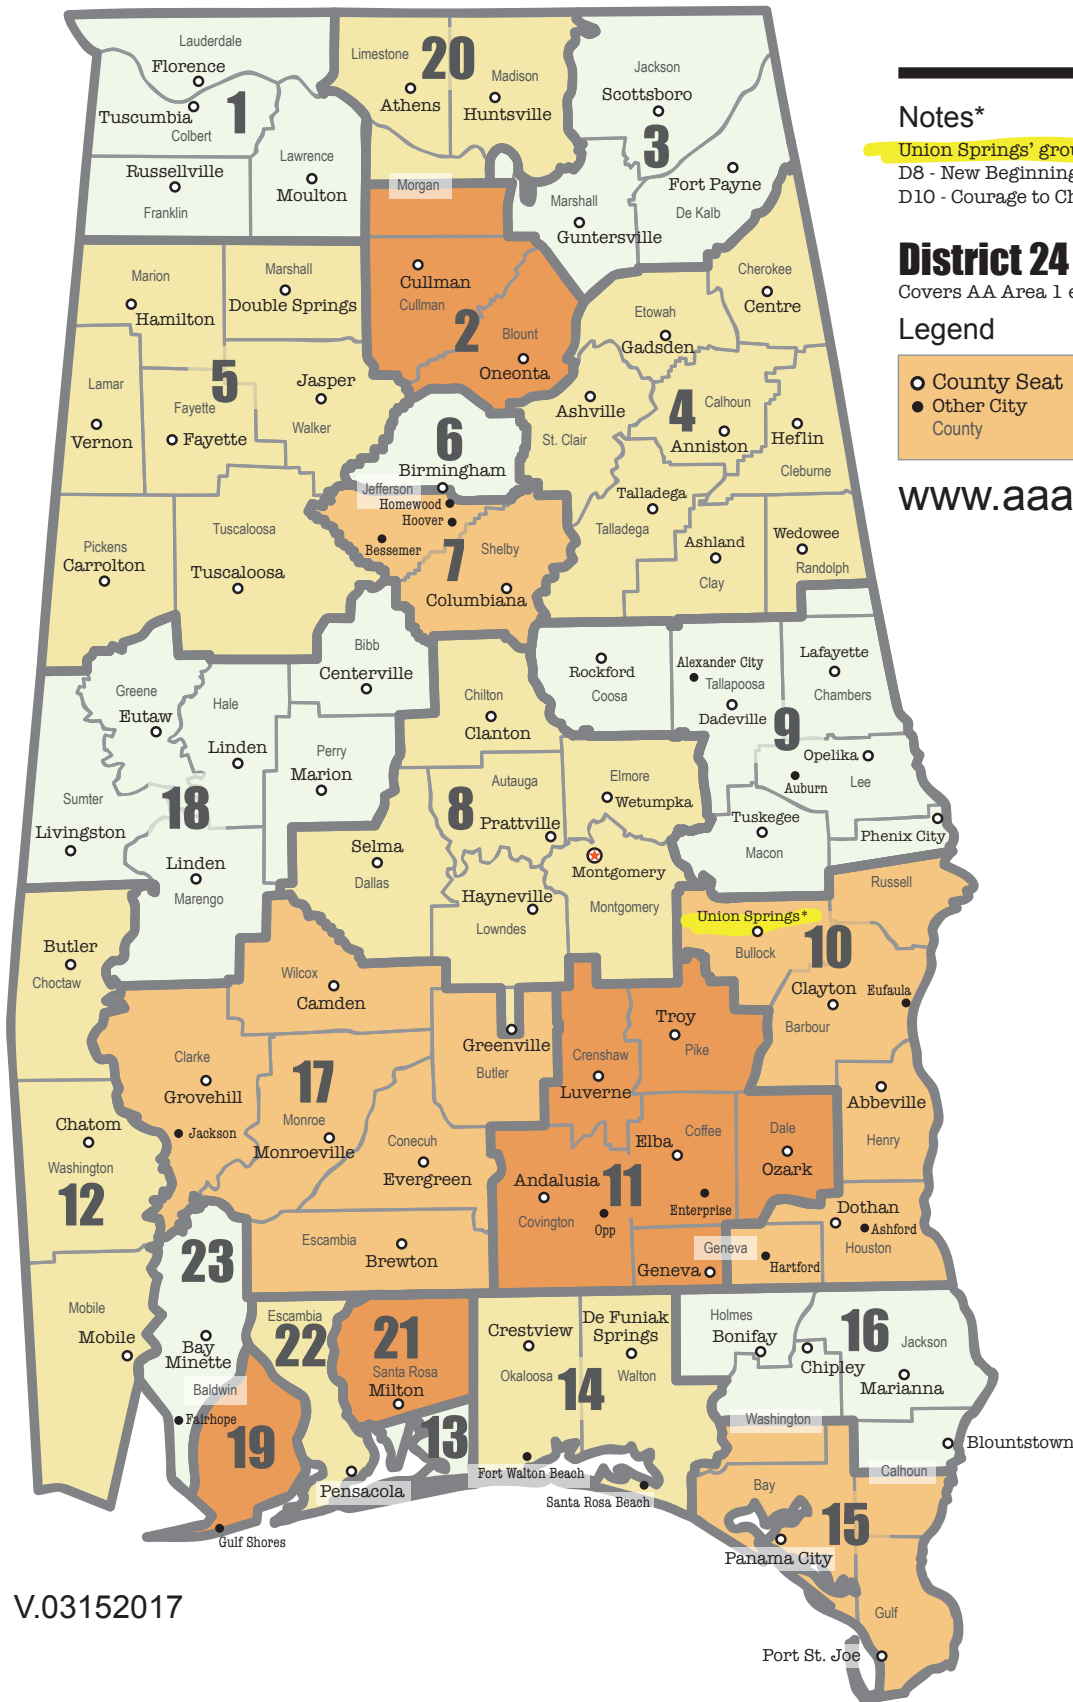 Lauderdale
Florence
Tuscumbia
Colbert
1
Lawrence
Moulton
Russellville
Franklin
Limestone
20
Madison
Athens
Huntsville
Jackson
Scottsboro
3
Fort Payne
De Kalb
Marshall
Guntersville
Morgan
Notes*
Union Springs' grou
D8 - New Beginning
D10 - Courage to Ch
District 24
Covers AA Area 1 e
Legend
County Seat
Other City
County
www.aaa
Marion
Hamilton
Marshall
Double Springs
Cullman
Cullman
2
Blount
Oneonta
Cherokee
Centre
Etowah
Gadsden
Lamar
Vernon
5
Fayette
Fayette
Jasper
Walker
Ashville
St. Clair
4
Calhoun
Anniston
Heflin
Cleburne
6
Birmingham
Jefferson
Homewood
Hoover
Bessemer
7
Shelby
Columbiana
Talladega
Talladega
Ashland
Clay
Wedowee
Randolph
Pickens
Carrolton
Tuscaloosa
Tuscaloosa
Bibb
Centerville
Greene
Eutaw
Hale
Linden
Perry
Marion
Sumter
18
Livingston
Linden
Marengo
Chilton
Clanton
Autauga
8
Prattville
Elmore
Wetumpka
Selma
Dallas
Hayneville
Lowndes
Montgomery
Montgomery
Rockford
Coosa
Alexander City
Tallapoosa
Dadeville
9
Lafayette
Chambers
Opelika
Auburn
Lee
Tuskegee
Macon
Phenix City
Russell
Union Springs*
Bullock
10
Clayton
Eufaula
Barbour
Abbeville
Henry
Butler
Choctaw
Wilcox
Camden
Greenville
Butler
Clarke
Grovehill
Jackson
17
Monroe
Monroeville
Conecuh
Evergreen
Escambia
Brewton
Troy
Pike
Crenshaw
Luverne
Elba
Coffee
Dale
Ozark
Andalusia
11
Covington
Opp
Enterprise
Geneva
Geneva
Hartford
Dothan
Ashford
Houston
Chatom
Washington
12
Mobile
Mobile
23
Bay
Minette
Baldwin
Fairhope
19
Gulf Shores
Escambia
22
Pensacola
21
Santa Rosa
Milton
13
Crestview
Okaloosa
De Funiak
Springs
Walton
14
Fort Walton Beach
Santa Rosa Beach
Holmes
Bonifay
16
Chipley
Jackson
Marianna
Washington
Blountstown
Calhoun
Bay
15
Panama City
Gulf
Port St. Joe
V.03152017